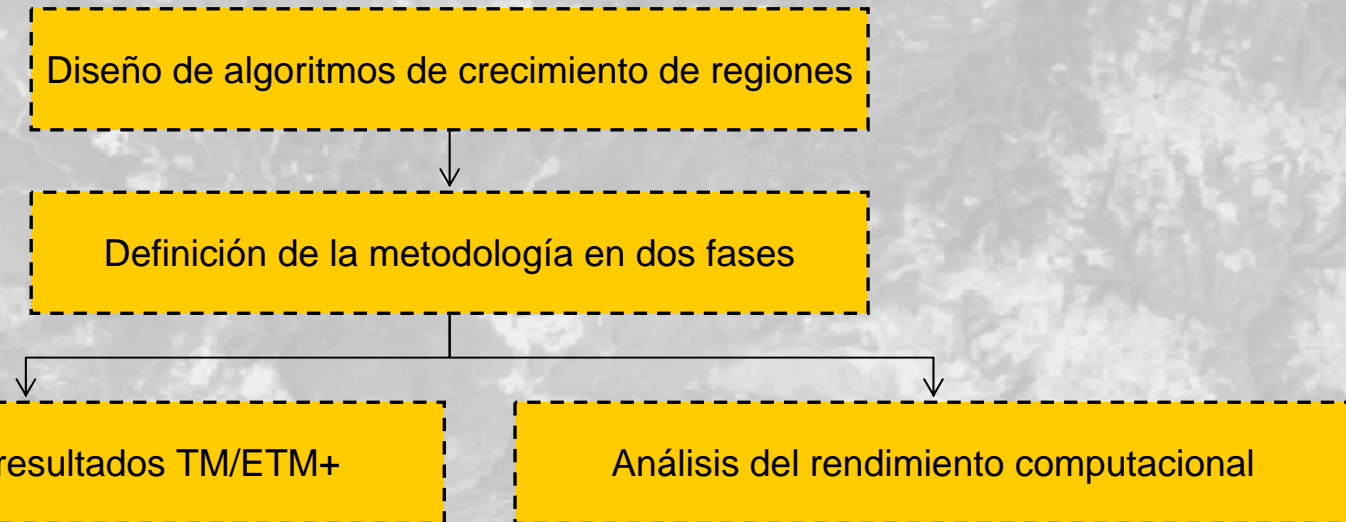 Diseño de algoritmos de crecimiento de regiones
Definición de la metodología en dos fases
resultados TM/ETM+
Análisis del rendimiento computacional